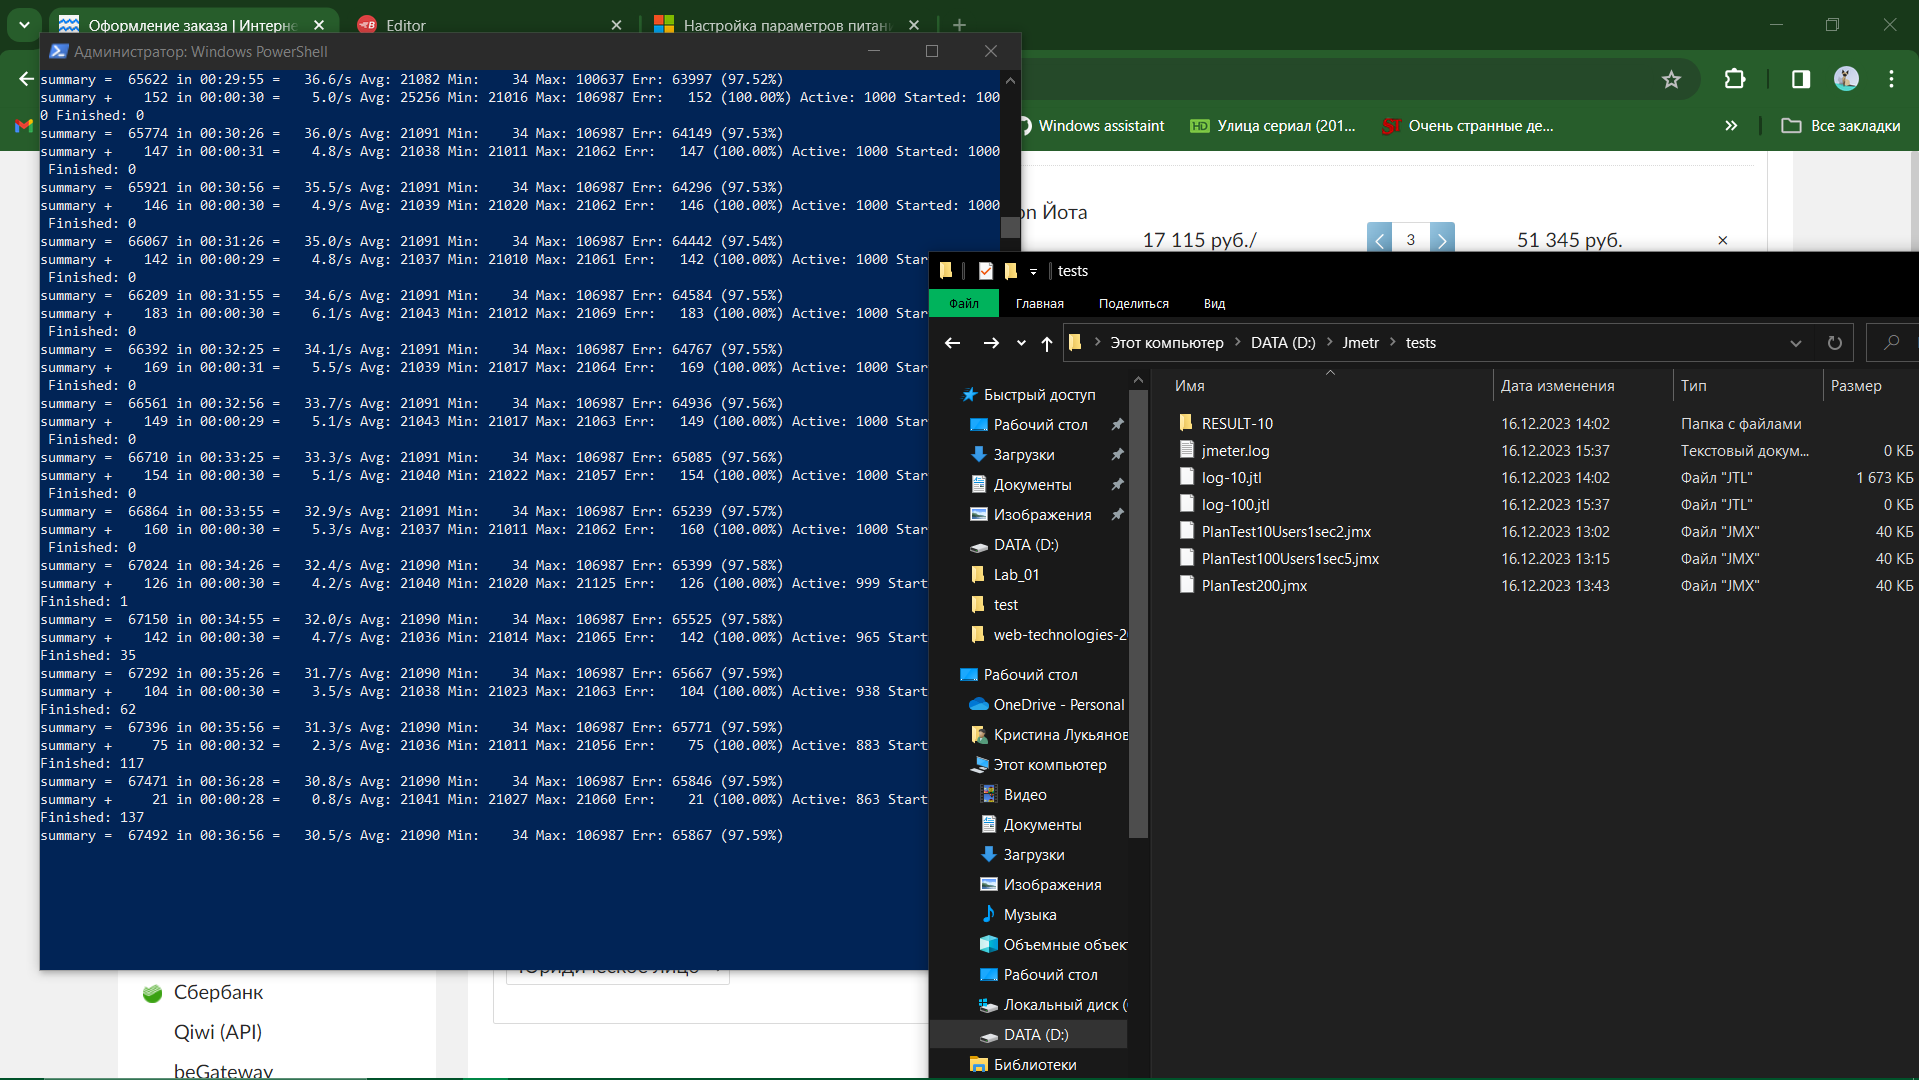 Оформление заказа | Интерне
Editor
Настройка параметров питан
Администратор: Windows PowerShell
summary =  65622 in 00:29:55 =   36.6/s Avg: 21082 Min:    34 Max: 100637 Err: 63997 (97.52%)
summary +    152 in 00:00:30 =    5.0/s Avg: 25256 Min: 21016 Max: 106987 Err:   152 (100.00%) Active: 1000 Started: 100
0 Finished: 0
summary =  65774 in 00:30:26 =   36.0/s Avg: 21091 Min:    34 Max: 106987 Err: 64149 (97.53%)
summary +    147 in 00:00:31 =    4.8/s Avg: 21038 Min: 21011 Max: 21062 Err:   147 (100.00%) Active: 1000 Started: 1000
Finished: 0
summary =  65921 in 00:30:56 =   35.5/s Avg: 21091 Min:    34 Max: 106987 Err: 64296 (97.53%)
summary +    146 in 00:00:30 =    4.9/s Avg: 21039 Min: 21020 Max: 21062 Err:   146 (100.00%) Active: 1000 Started: 1000
Finished: 0
summary =  66067 in 00:31:26 =   35.0/s Avg: 21091 Min:    34 Max: 106987 Err: 64442 (97.54%)
summary +    142 in 00:00:29 =    4.8/s Avg: 21037 Min: 21010 Max: 21061 Err:   142 (100.00%) Active: 1000 Start
Finished: 0
summary =  66209 in 00:31:55 =   34.6/s Avg: 21091 Min:    34 Max: 106987 Err: 64584 (97.55%)
summary +    183 in 00:00:30 =    6.1/s Avg: 21043 Min: 21012 Max: 21069 Err:   183 (100.00%) Active: 1000 Star
Finished: 0
summary =  66392 in 00:32:25 =   34.1/s Avg: 21091 Min:    34 Max: 106987 Err: 64767 (97.55%)
summary +    169 in 00:00:31 =    5.5/s Avg: 21039 Min: 21017 Max: 21064 Err:   169 (100.00%) Active: 1000 Star
Finished: 0
summary =  66561 in 00:32:56 =   33.7/s Avg: 21091 Min:    34 Max: 106987 Err: 64936 (97.56%)
summary +    149 in 00:00:29 =    5.1/s Avg: 21043 Min: 21017 Max: 21063 Err:   149 (100.00%) Active: 1000 Star
Finished: 0
summary =  66710 in 00:33:25 =   33.3/s Avg: 21091 Min:    34 Max: 106987 Err: 65085 (97.56%)
summary +    154 in 00:00:30 =    5.1/s Avg: 21040 Min: 21022 Max: 21057 Err:   154 (100.00%) Active: 1000 Star
Finished: 0
summary =  66864 in 00:33:55 =   32.9/s Avg: 21091 Min:    34 Max: 106987 Err: 65239 (97.57%)
summary +    160 in 00:00:30 =    5.3/s Avg: 21037 Min: 21011 Max: 21062 Err:   160 (100.00%) Active: 1000 Star
Finished: 0
summary =  67024 in 00:34:26 =   32.4/s Avg: 21090 Min:    34 Max: 106987 Err: 65399 (97.58%)
summary +    126 in 00:00:30 =    4.2/s Avg: 21040 Min: 21020 Max: 21125 Err:   126 (100.00%) Active: 999 Start
Finished: 1
summary =  67150 in 00:34:55 =   32.0/s Avg: 21090 Min:    34 Max: 106987 Err: 65525 (97.58%)
summary +    142 in 00:00:30 =    4.7/s Avg: 21036 Min: 21014 Max: 21065 Err:   142 (100.00%) Active: 965 Start
Finished: 35
summary =  67292 in 00:35:26 =   31.7/s Avg: 21090 Min:    34 Max: 106987 Err: 65667 (97.59%)
summary +    104 in 00:00:30 =    3.5/s Avg: 21038 Min: 21023 Max: 21063 Err:   104 (100.00%) Active: 938 Start
Finished: 62
summary =  67396 in 00:35:56 =   31.3/s Avg: 21090 Min:    34 Max: 106987 Err: 65771 (97.59%)
summary +     75 in 00:00:32 =    2.3/s Avg: 21036 Min: 21011 Max: 21056 Err:    75 (100.00%) Active: 883 Start
Finished: 117
summary =  67471 in 00:36:28 =   30.8/s Avg: 21090 Min:    34 Max: 106987 Err: 65846 (97.59%)
summary +     21 in 00:00:28 =    0.8/s Avg: 21041 Min: 21027 Max: 21060 Err:    21 (100.00%) Active: 863 Start
Finished: 137
summary =  67492 in 00:36:56 =   30.5/s Avg: 21090 Min:    34 Max: 106987 Err: 65867 (97.59%)
Windows assistaint
HD Улица сериал (201...
ST Очень странные де...
Все закладки
on Йота
17 115 руб./
3
51 345 руб.
tests
Файл
Главная
Поделиться
Вид
Этот компьютер
DATA (D:)
Jmetr
tests
Быстрый доступ
Рабочий стол
Загрузки
Документы
Изображения
DATA (D:)
Lab_01
test
web-technologies-2
Рабочий стол
OneDrive - Personal
Кристина Лукьянов
Этот компьютер
Видео
Документы
Загрузки
Изображения
Музыка
Объемные объект
Рабочий стол
Локальный диск (
DATA (D:)
Библиотеки
Имя Дата изменения Тип Размер
RESULT-10 16.12.2023 14:02 Папка с файлами
jmeter.log 16.12.2023 15:37 Текстовый докум... 0 КБ
log-10.jtl 16.12.2023 14:02 Файл "JTL" 1 673 КБ
log-100.jtl 16.12.2023 15:37 Файл "JTL" 0 КБ
PlanTest10Users1sec2.jmx 16.12.2023 13:02 Файл "JMX" 40 КБ
PlanTest100Users1sec5.jmx 16.12.2023 13:15 Файл "JMX" 40 КБ
PlanTest200.jmx 16.12.2023 13:43 Файл "JMX" 40 КБ
Юридическое лицо
Сбербанк
Qiwi (API)
beGateway